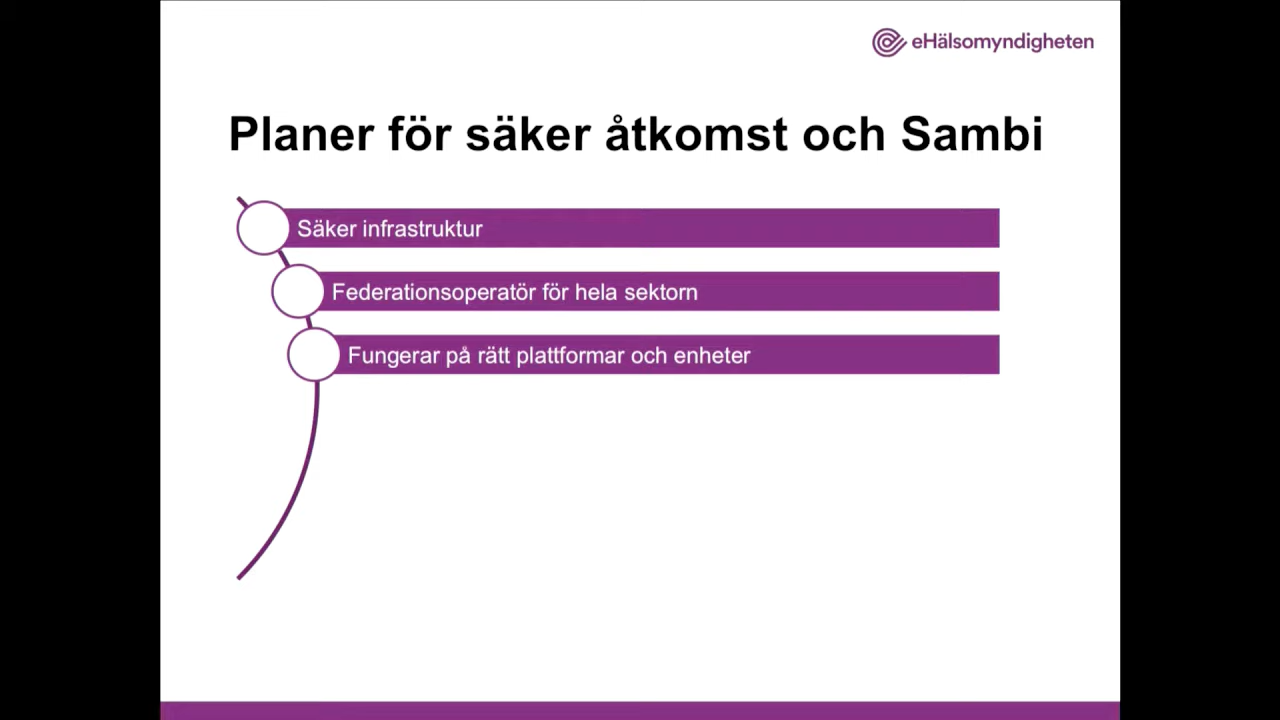 eHälsomyndigheten
Planer för säker åtkomst och Sambi
Säker infrastruktur
Federationsoperatör för hela sektorn
Fungerar på rätt plattformar och enheter